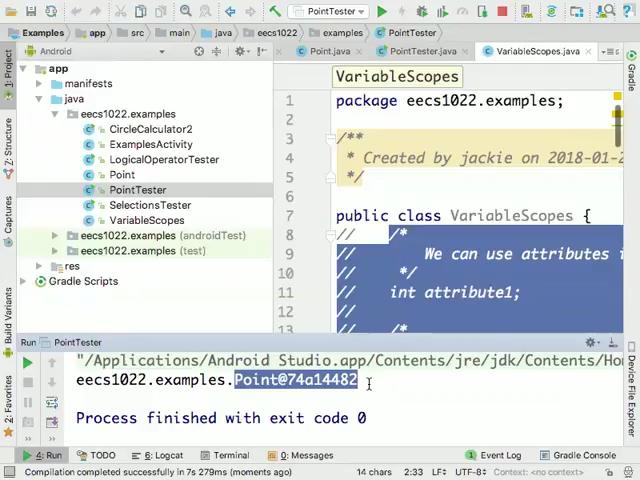 PointTester
Examples
app
src
main
java
eecs1022
examples
PointTester
Android
Point.java
PointTester.java
VariableScopes.java
app
manifests
java
eecs1022.examples
CircleCalculator2
ExamplesActivity
LogicalOperatorTester
Point
PointTester
SelectionsTester
VariableScopes
eecs1022.examples (androidTest)
eecs1022.examples (test)
res
Gradle Scripts
1: Project
7: Structure
Captures
Build Variants
2: Favorites
Gradle
Device File Explorer
VariableScopes
1 package eecs1022.examples;
2
3 /**
4 * Created by jackie on 2018-01-2
5 */
6
7 public class VariableScopes {
8 // /*
9 // We can use attributes i
10 // */
11 // int attribute1;
12 //
13 // /*
Run PointTester
"/Applications/Android Studio.app/Contents/jre/jdk/Contents/Ho
eecs1022.examples.Point@74a14482
Process finished with exit code 0
4: Run
TODO
6: Logcat
Terminal
0: Messages
1 Event Log
Gradle Console
Compilation completed successfully in 7s 279ms (moments ago)
14 chars
2:33
LF
UTF-8
Context: <no context>